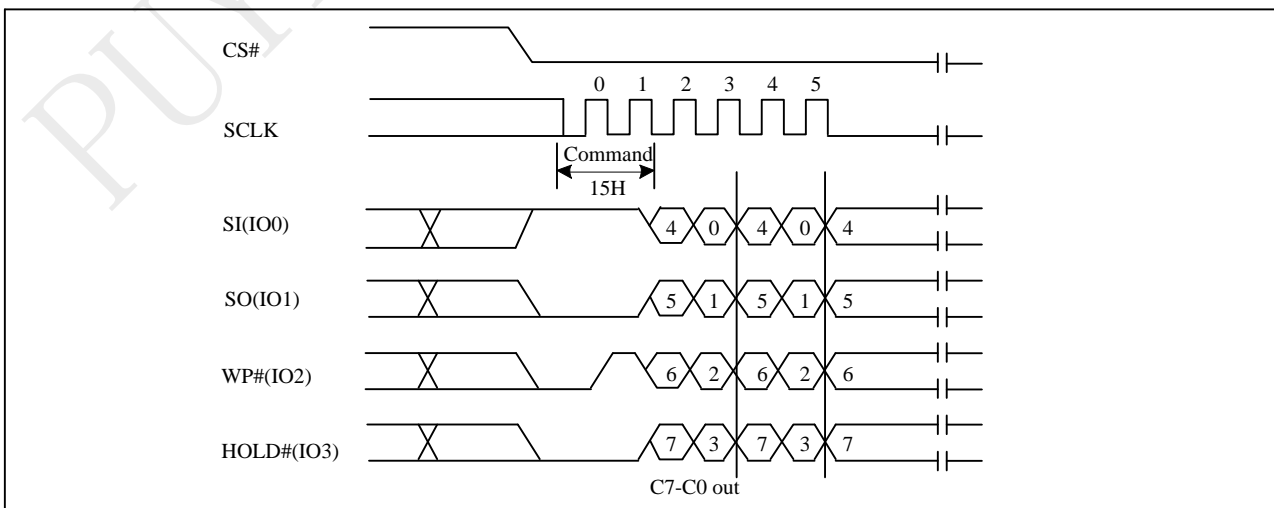 PUY
CS#
0 1 2 3 4 5
SCLK
Command
15H
SI(IO0)
4 0 4 0 4
SO(IO1)
5 1 5 1 5
WP#(IO2)
6 2 6 2 6
HOLD#(IO3)
7 3 7 3 7
C7-C0 out